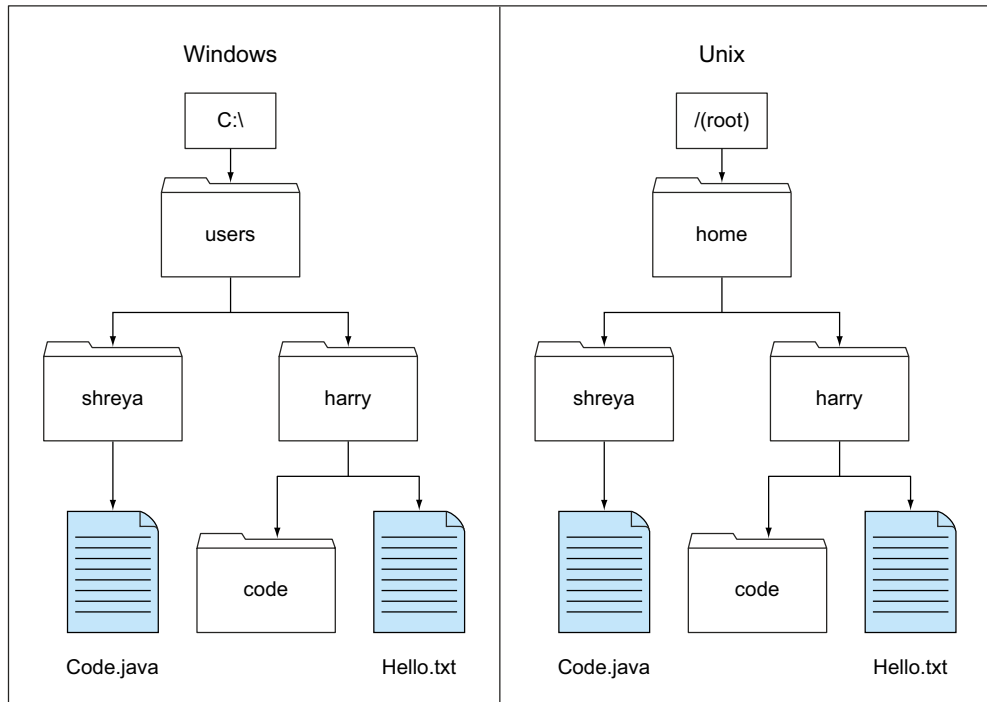 Windows
C:\
users
shreya
harry
code
Code.java
Hello.txt
Unix
/(root)
home
shreya
harry
code
Code.java
Hello.txt